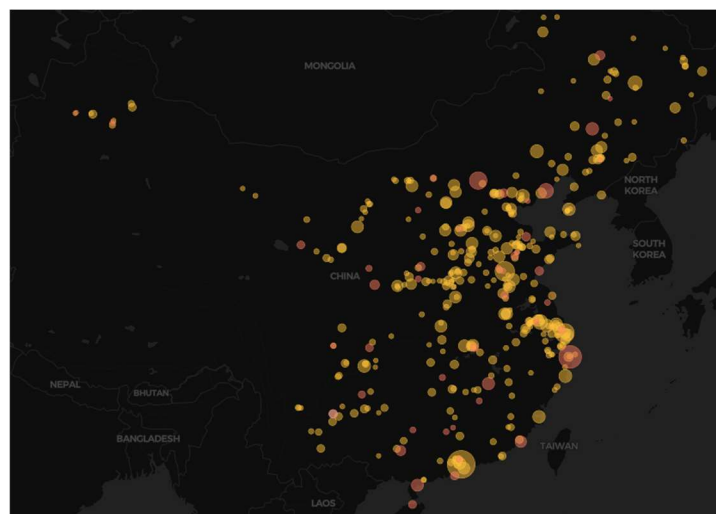 MONGOLIA
NORTH
KOREA
SOUTH
KOREA
CHINA
NEPAL
BHUTAN
BANGLADESH
TAIWAN
LAOS